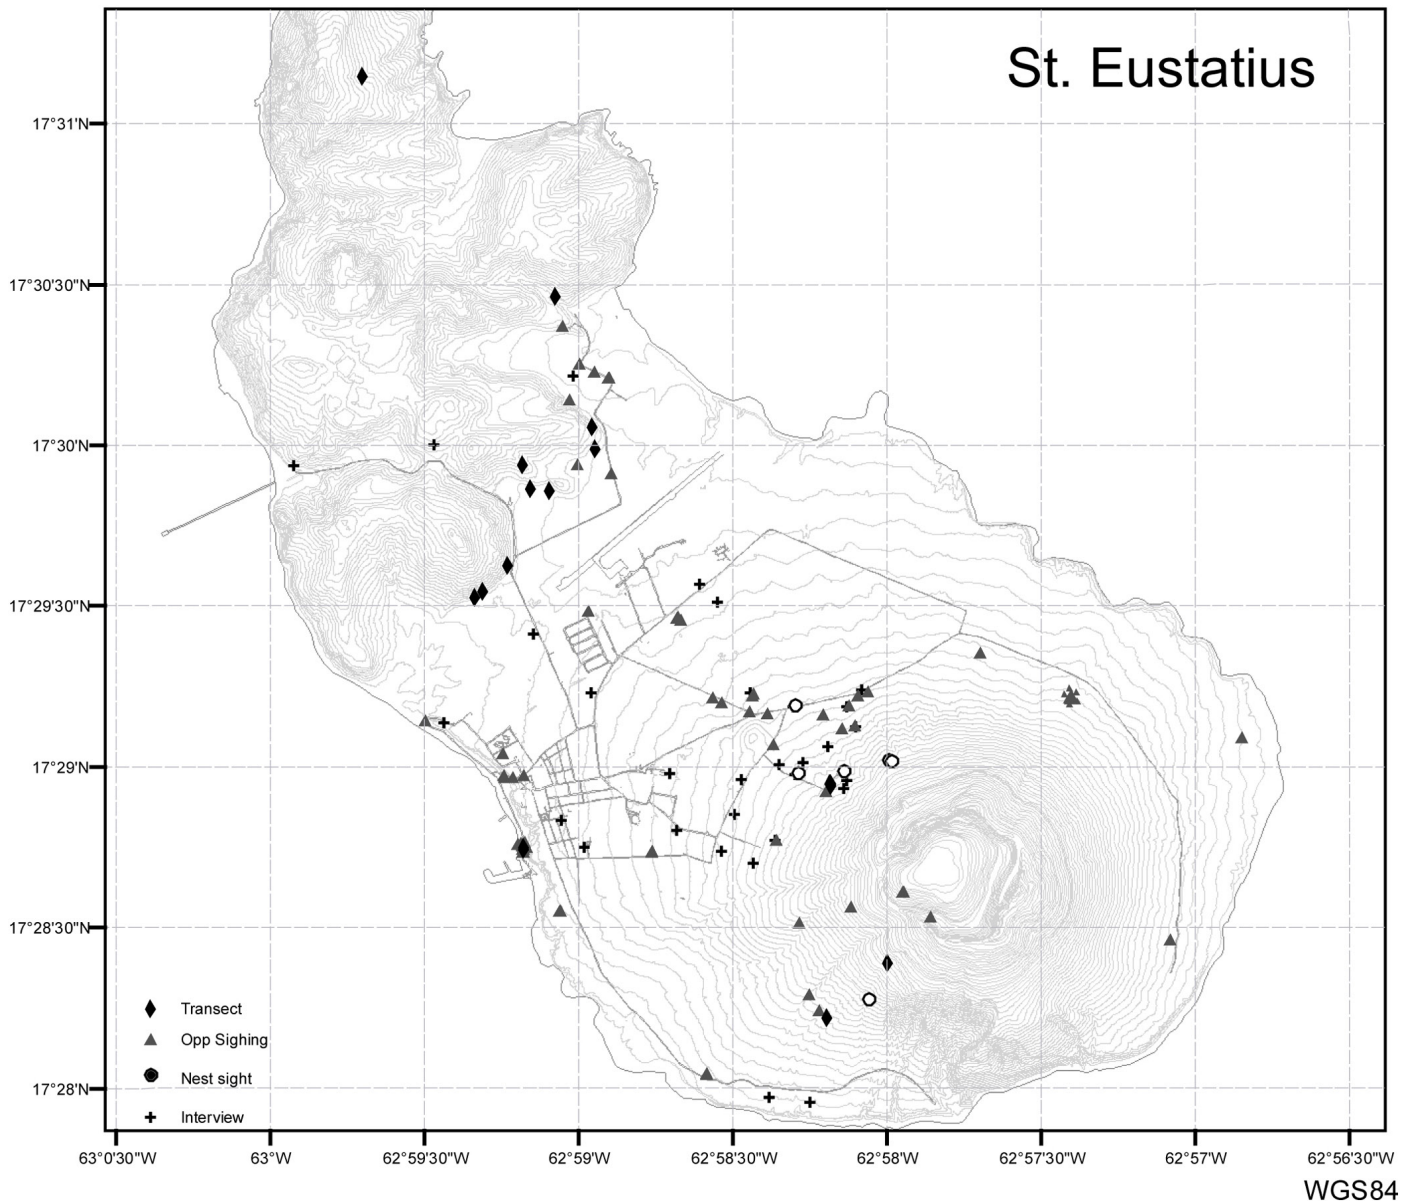 St. Eustatius
17°31'N
17°30'30"N
17°30'N
17°29'30"N
17°29'N
17°28'30"N
17°28'N
Transect
Opp Sighing
Nest sight
Interview
63°0'30"W 63°W 62°59'30"W 62°59'W 62°58'30"W 62°58'W 62°57'30"W 62°57'W 62°56'30"W
WGS84